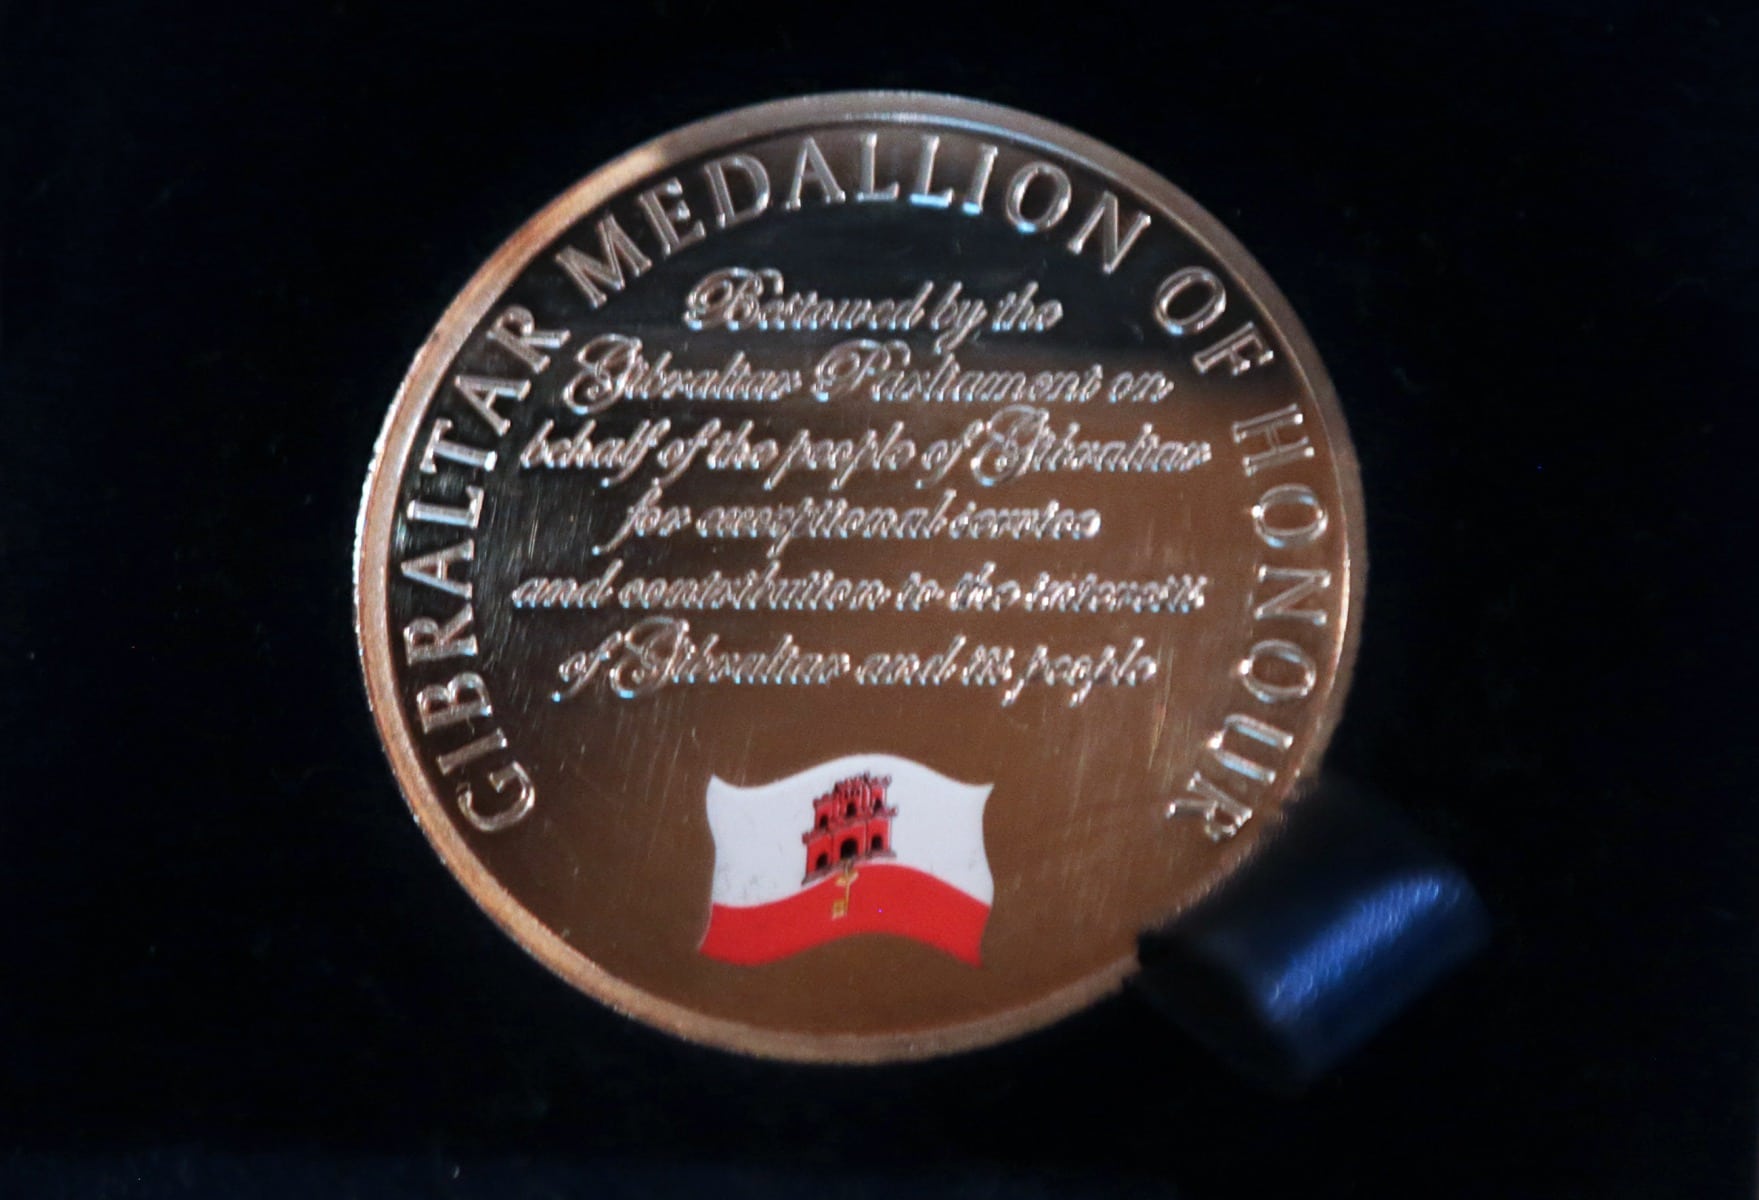 GIBRALTAR MEDALLION OF HONOUR
Bestowed by the
Gibraltar Parliament on
behalf of the people of Gibraltar
for exceptional service
and contribution to the interests
of Gibraltar and its people